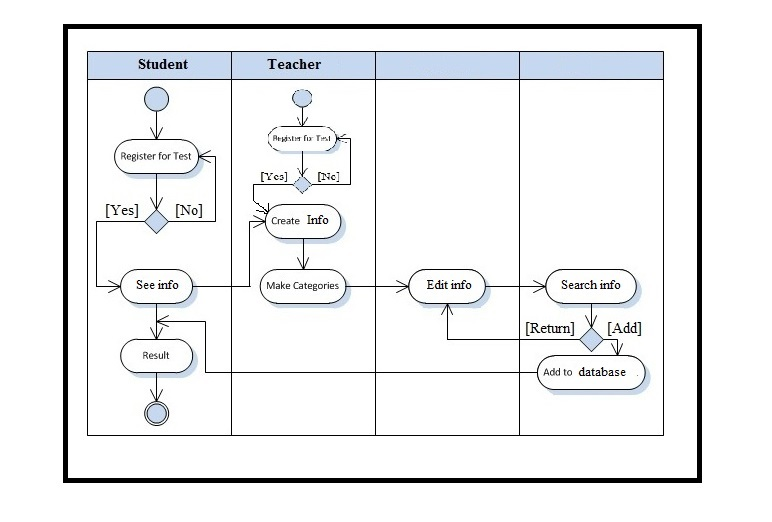 Student
Teacher
Register for Test
[Yes]
[No]
See info
Result
Register for Test
[Yes]
[No]
Create Info
Make Categories
Edit info
Search info
[Return]
[Add]
Add to database